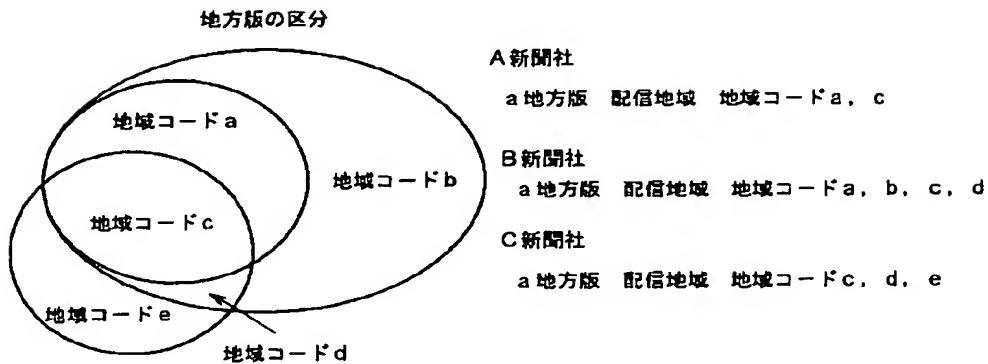 地方版の区分
地域コードa
地域コードb
地域コードc
地域コードe
地域コードd
A新聞社
a地方版 配信地域 地域コードa, c
B新聞社
a地方版 配信地域 地域コードa, b, c, d
C新聞社
a地方版 配信地域 地域コードc, d, e